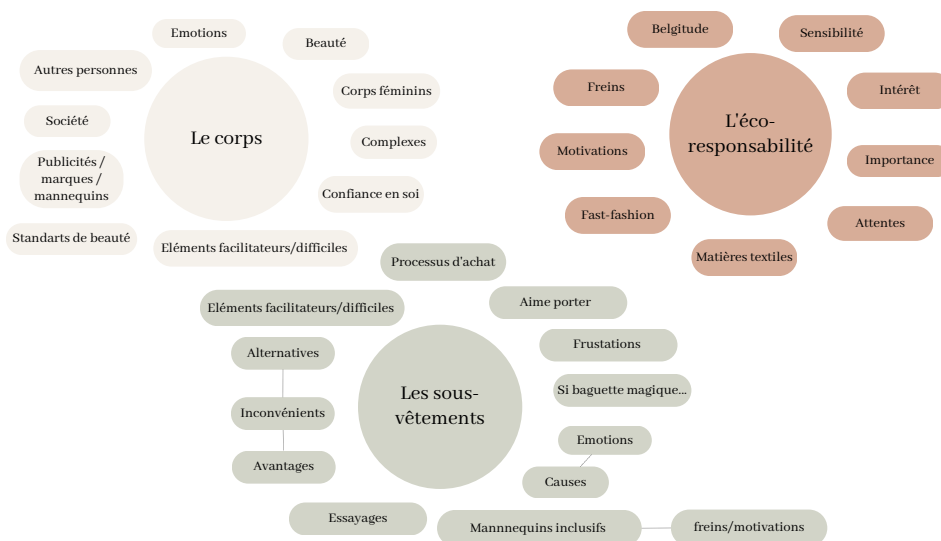 Emotions
Beauté
Autres personnes
Corps féminins
Société
Le corps
Complexes
Publicités /
marques /
mannequins
Confiance en soi
Standarts de beauté
Eléments facilitateurs/difficiles
Belgitude
Sensibilité
Freins
Intérêt
L'éco-
responsabilité
Motivations
Importance
Fast-fashion
Attentes
Matières textiles
Processus d'achat
Eléments facilitateurs/difficiles
Aime porter
Alternatives
Frustations
Les sous-
vêtements
Si baguette magique...
Inconvénients
Emotions
Avantages
Causes
Essayages
Mannnequins inclusifs
freins/motivations